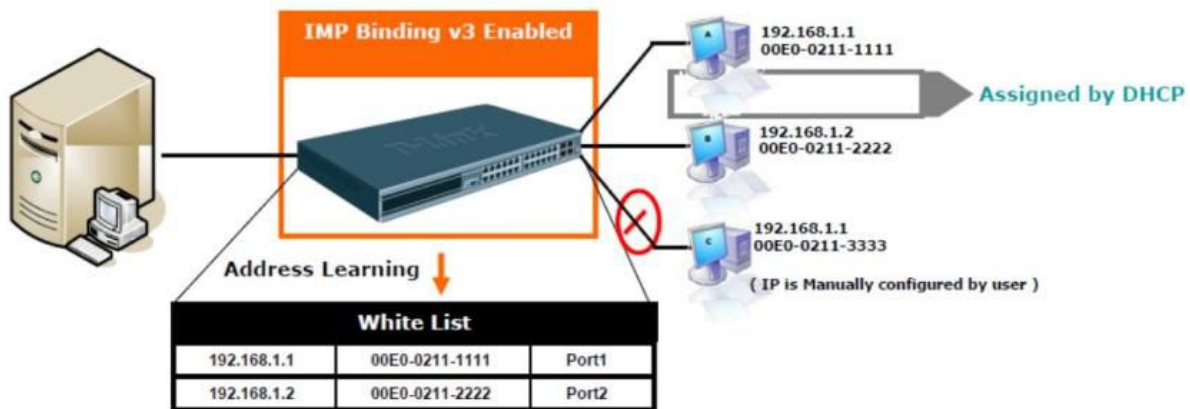 IMP Binding v3 Enabled
D-Link
A
192.168.1.1
00E0-0211-1111
Assigned by DHCP
B
192.168.1.2
00E0-0211-2222
C
192.168.1.1
00E0-0211-3333
( IP is Manually configured by user )
Address Learning
White List
192.168.1.1 00E0-0211-1111 Port1
192.168.1.2 00E0-0211-2222 Port2